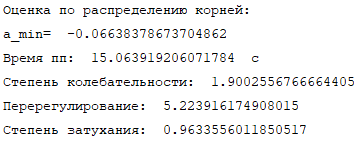 Оценка по распределению корней:
a_min=  -0.06638378673704862
Время пп:  15.063919206071784  с
Степень колебательности:  1.9002556766664405
Перерегулирование:  5.223916174908015
Степень затухания:  0.9633556011850517